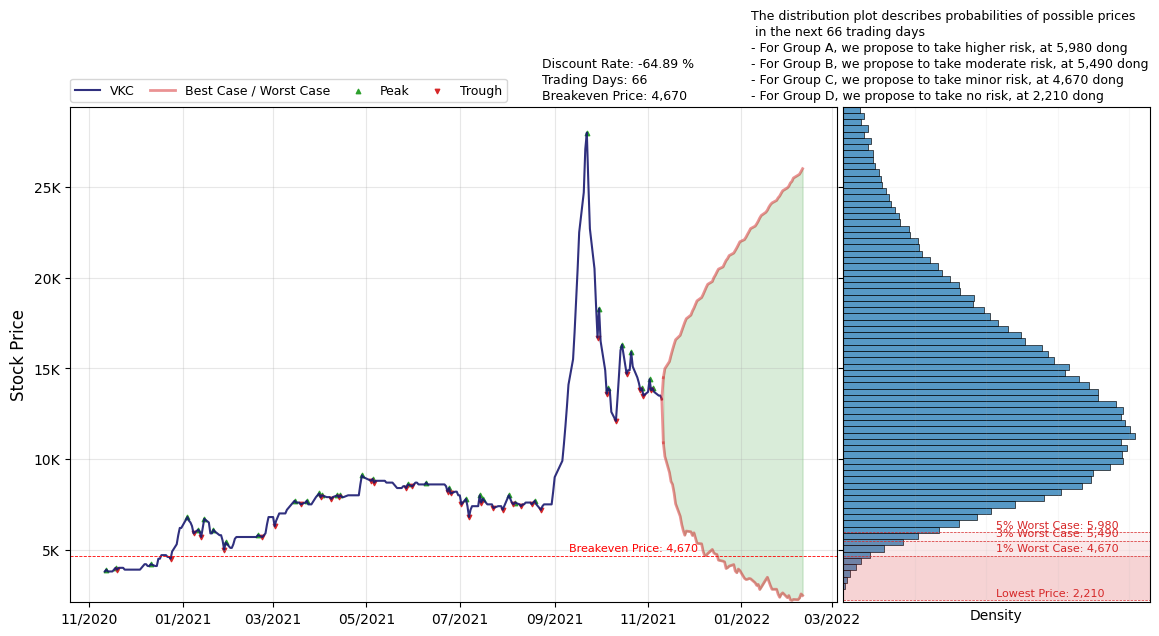 The distribution plot describes probabilities of possible prices
in the next 66 trading days
- For Group A, we propose to take higher risk, at 5,980 dong
- For Group B, we propose to take moderate risk, at 5,490 dong
- For Group C, we propose to take minor risk, at 4,670 dong
- For Group D, we propose to take no risk, at 2,210 dong
Discount Rate: -64.89 %
Trading Days: 66
Breakeven Price: 4,670
VKC
Best Case / Worst Case
Peak
Trough
Stock Price
25K
20K
15K
10K
5K
Breakeven Price: 4,670
5% Worst Case: 5,980
3% Worst Case: 5,490
1% Worst Case: 4,670
Lowest Price: 2,210
11/2020
01/2021
03/2021
05/2021
07/2021
09/2021
11/2021
01/2022
03/2022
Density